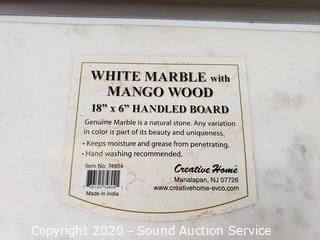 WHITE MARBLE with
MANGO WOOD
18" x 6" HANDLED BOARD
Genuine Marble is a natural stone. Any variation
in color is part of its beauty and uniqueness.
• Keeps moisture and grease from penetrating.
• Hand washing recommended.
Item No: 74804
Made in India
Creative Home™
Manalapan, NJ 07726
www.creativehome-evco.com
Copyright © 2020 - Sound Auction Service